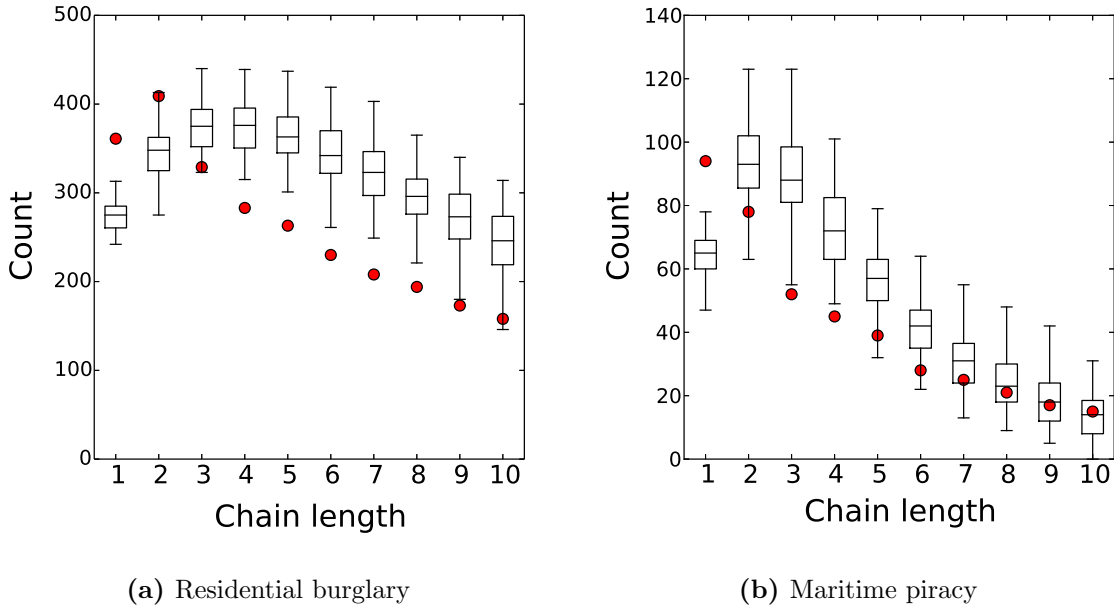 500
400
300
200
100
0
Count
1 2 3 4 5 6 7 8 9 10
Chain length
(a) Residential burglary
140
120
100
80
60
40
20
0
Count
1 2 3 4 5 6 7 8 9 10
Chain length
(b) Maritime piracy